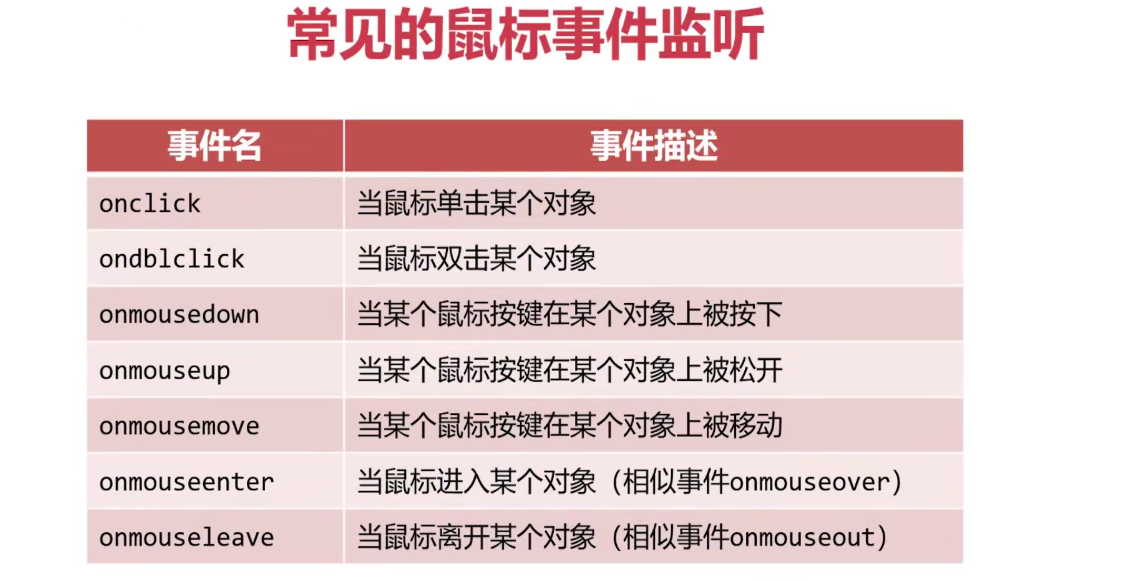 常见的鼠标事件监听
事件名 事件描述
onclick 当鼠标单击某个对象
ondblclick 当鼠标双击某个对象
onmousedown 当某个鼠标按键在某个对象上被按下
onmouseup 当某个鼠标按键在某个对象上被松开
onmousemove 当某个鼠标按键在某个对象上被移动
onmouseenter 当鼠标进入某个对象（相似事件onmouseover）
onmouseleave 当鼠标离开某个对象（相似事件onmouseout）